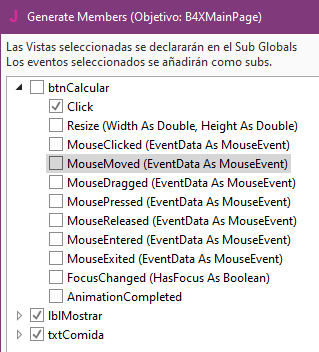 Generate Members (Objetivo: B4XMainPage)
Las Vistas seleccionadas se declararán en el Sub Globals
Los eventos seleccionados se añadirán como subs.
btnCalcular
Click
Resize (Width As Double, Height As Double)
MouseClicked (EventData As MouseEvent)
MouseMoved (EventData As MouseEvent)
MouseDragged (EventData As MouseEvent)
MousePressed (EventData As MouseEvent)
MouseReleased (EventData As MouseEvent)
MouseEntered (EventData As MouseEvent)
MouseExited (EventData As MouseEvent)
FocusChanged (HasFocus As Boolean)
AnimationCompleted
lblMostrar
txtComida